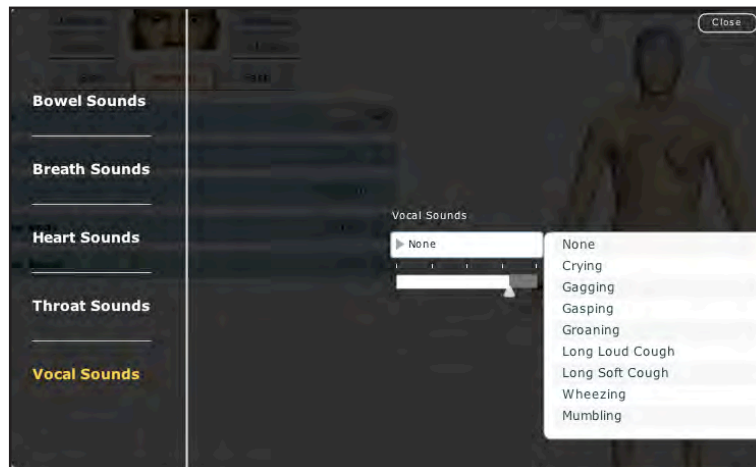 Close
Bowel Sounds
Breath Sounds
Heart Sounds
Throat Sounds
Vocal Sounds
Vocal Sounds
None
None
Crying
Gagging
Gasping
Groaning
Long Loud Cough
Long Soft Cough
Wheezing
Mumbling